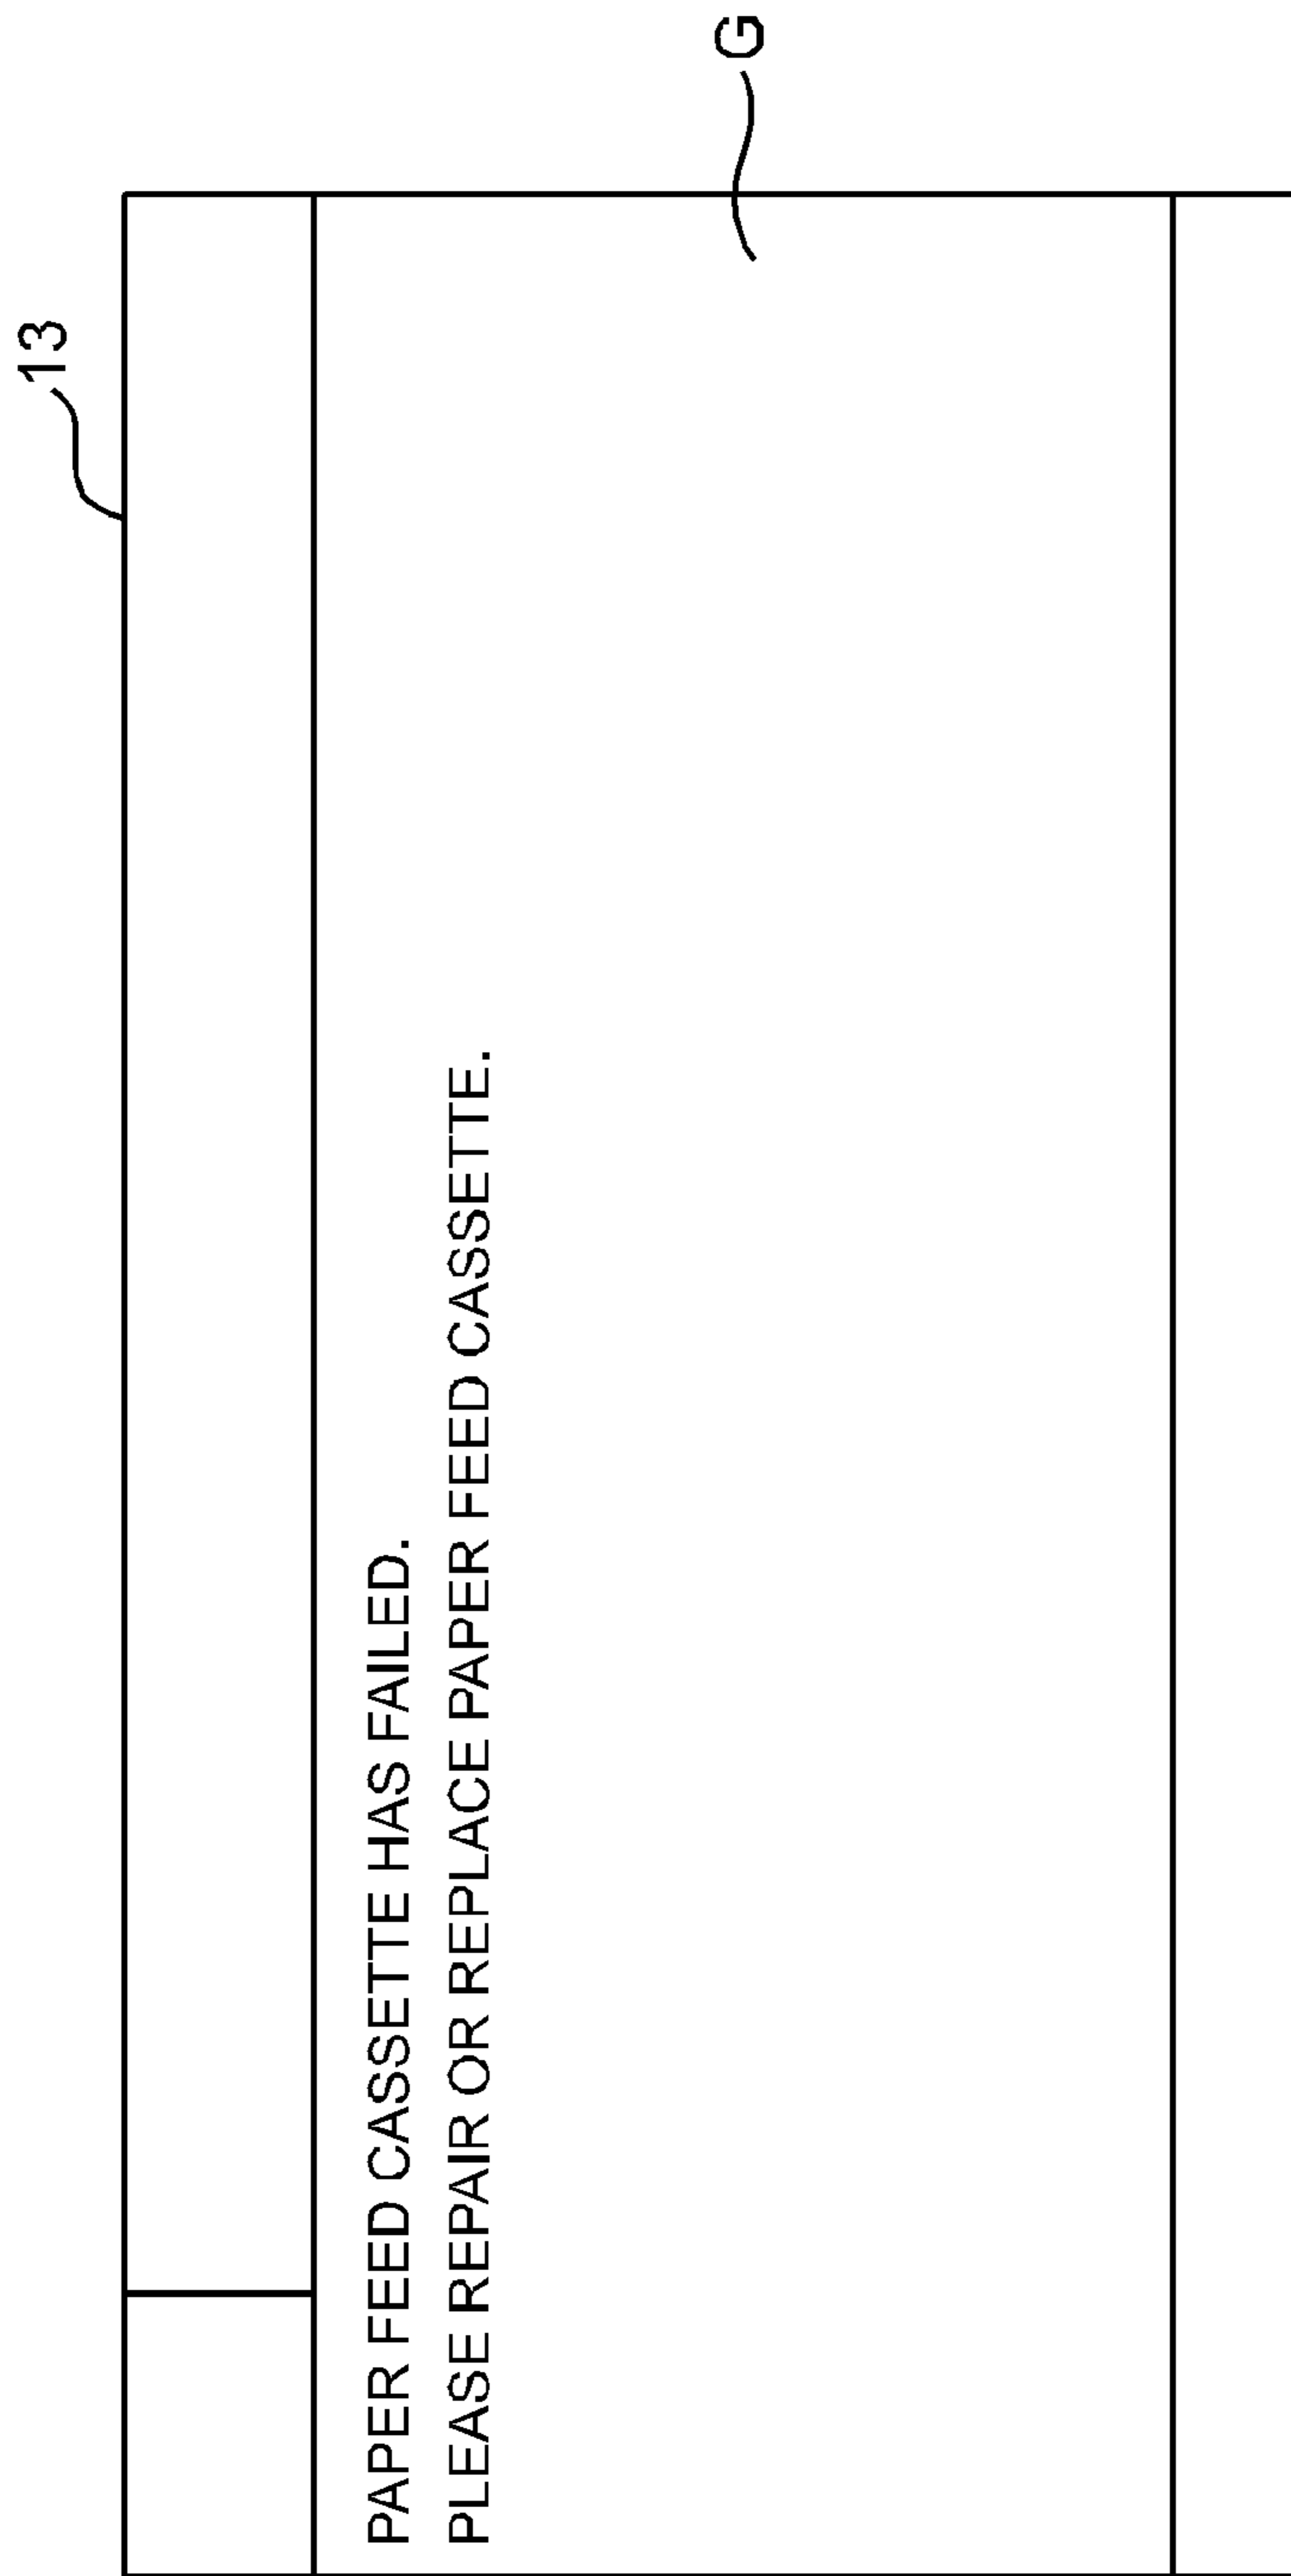 13
PAPER FEED CASSETTE HAS FAILED.
PLEASE REPAIR OR REPLACE PAPER FEED CASSETTE.
G